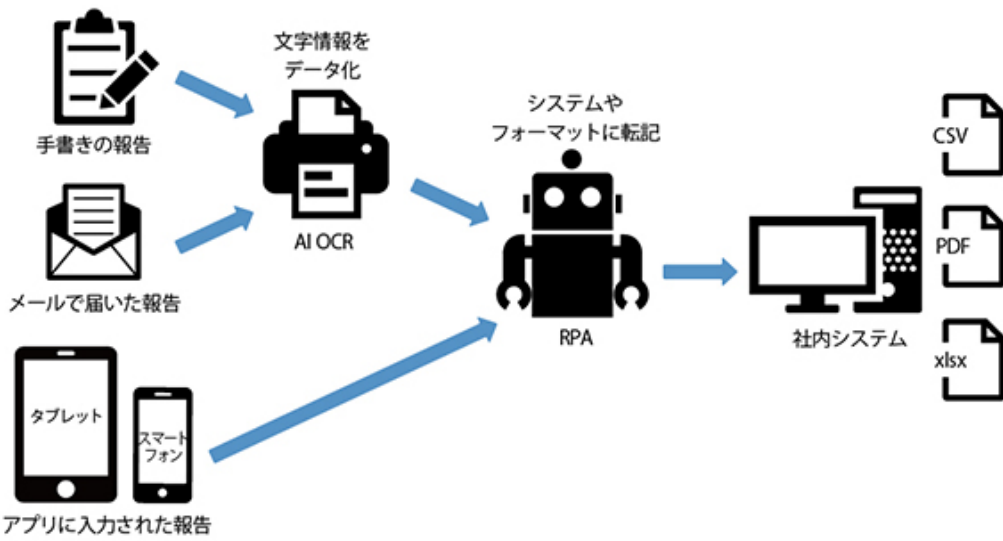 手書きの報告
メールで届いた報告
タブレット
スマート
フォン
アプリに入力された報告
文字情報を
データ化
AI OCR
システムや
フォーマットに転記
RPA
社内システム
CSV
PDF
xlsx